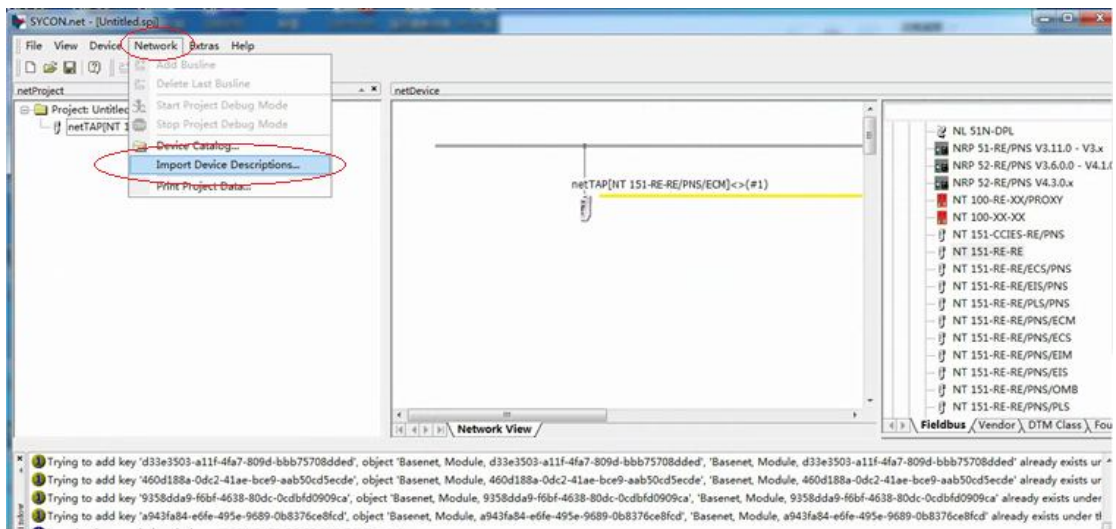 SYCON.net - [Untitled.spj]
File View Device Network Extras Help
Add Busline
Delete Last Busline
Start Project Debug Mode
Stop Project Debug Mode
Device Catalog...
Import Device Descriptions...
Print Project Data...
netProject
Project: Untitled
netTAP[NT 1
netDevice
netTAP[NT 151-RE-RE/PNS/ECM]<>(#1)
Network View
NL 51N-DPL
NRP 51-RE/PNS V3.11.0 - V3.x
NRP 52-RE/PNS V3.6.0.0 - V4.1.0
NRP 52-RE/PNS V4.3.0.x
NT 100-RE-XX/PROXY
NT 100-XX-XX
NT 151-CCIES-RE/PNS
NT 151-RE-RE
NT 151-RE-RE/ECS/PNS
NT 151-RE-RE/EIS/PNS
NT 151-RE-RE/PLS/PNS
NT 151-RE-RE/PNS/ECM
NT 151-RE-RE/PNS/ECS
NT 151-RE-RE/PNS/EIM
NT 151-RE-RE/PNS/EIS
NT 151-RE-RE/PNS/OMB
NT 151-RE-RE/PNS/PLS
Fieldbus Vendor DTM Class Fou
Trying to add key 'd33e3503-a11f-4fa7-809d-bbb75708dded', object 'Basenet, Module, d33e3503-a11f-4fa7-809d-bbb75708dded', 'Basenet, Module, d33e3503-a11f-4fa7-809d-bbb75708dded' already exists ur
Trying to add key '460d188a-0dc2-41ae-bce9-aab50cd5ecde', object 'Basenet, Module, 460d188a-0dc2-41ae-bce9-aab50cd5ecde', 'Basenet, Module, 460d188a-0dc2-41ae-bce9-aab50cd5ecde' already exists ur
Trying to add key '9358dda9-f6bf-4638-80dc-0cdbfd0909ca', object 'Basenet, Module, 9358dda9-f6bf-4638-80dc-0cdbfd0909ca', 'Basenet, Module, 9358dda9-f6bf-4638-80dc-0cdbfd0909ca' already exists under
Trying to add key 'a943fa84-e6fe-495e-9689-0b8376ce8fcd', object 'Basenet, Module, a943fa84-e6fe-495e-9689-0b8376ce8fcd', 'Basenet, Module, a943fa84-e6fe-495e-9689-0b8376ce8fcd' already exists under tl